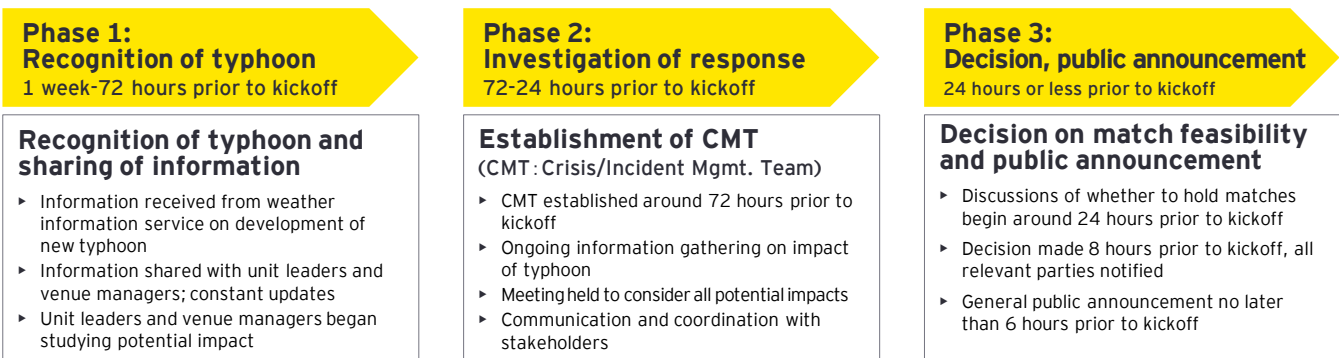 Phase 1:
Recognition of typhoon
1 week-72 hours prior to kickoff
Recognition of typhoon and
sharing of information
▸ Information received from weather
information service on development of
new typhoon
▸ Information shared with unit leaders and
venue managers; constant updates
▸ Unit leaders and venue managers began
studying potential impact
Phase 2:
Investigation of response
72-24 hours prior to kickoff
Establishment of CMT
(CMT : Crisis/Incident Mgmt. Team)
▸ CMT established around 72 hours prior to
kickoff
▸ Ongoing information gathering on impact
of typhoon
▸ Meeting held to consider all potential impacts
▸ Communication and coordination with
stakeholders
Phase 3:
Decision, public announcement
24 hours or less prior to kickoff
Decision on match feasibility
and public announcement
▸ Discussions of whether to hold matches
begin around 24 hours prior to kickoff
▸ Decision made 8 hours prior to kickoff, all
relevant parties notified
▸ General public announcement no later
than 6 hours prior to kickoff